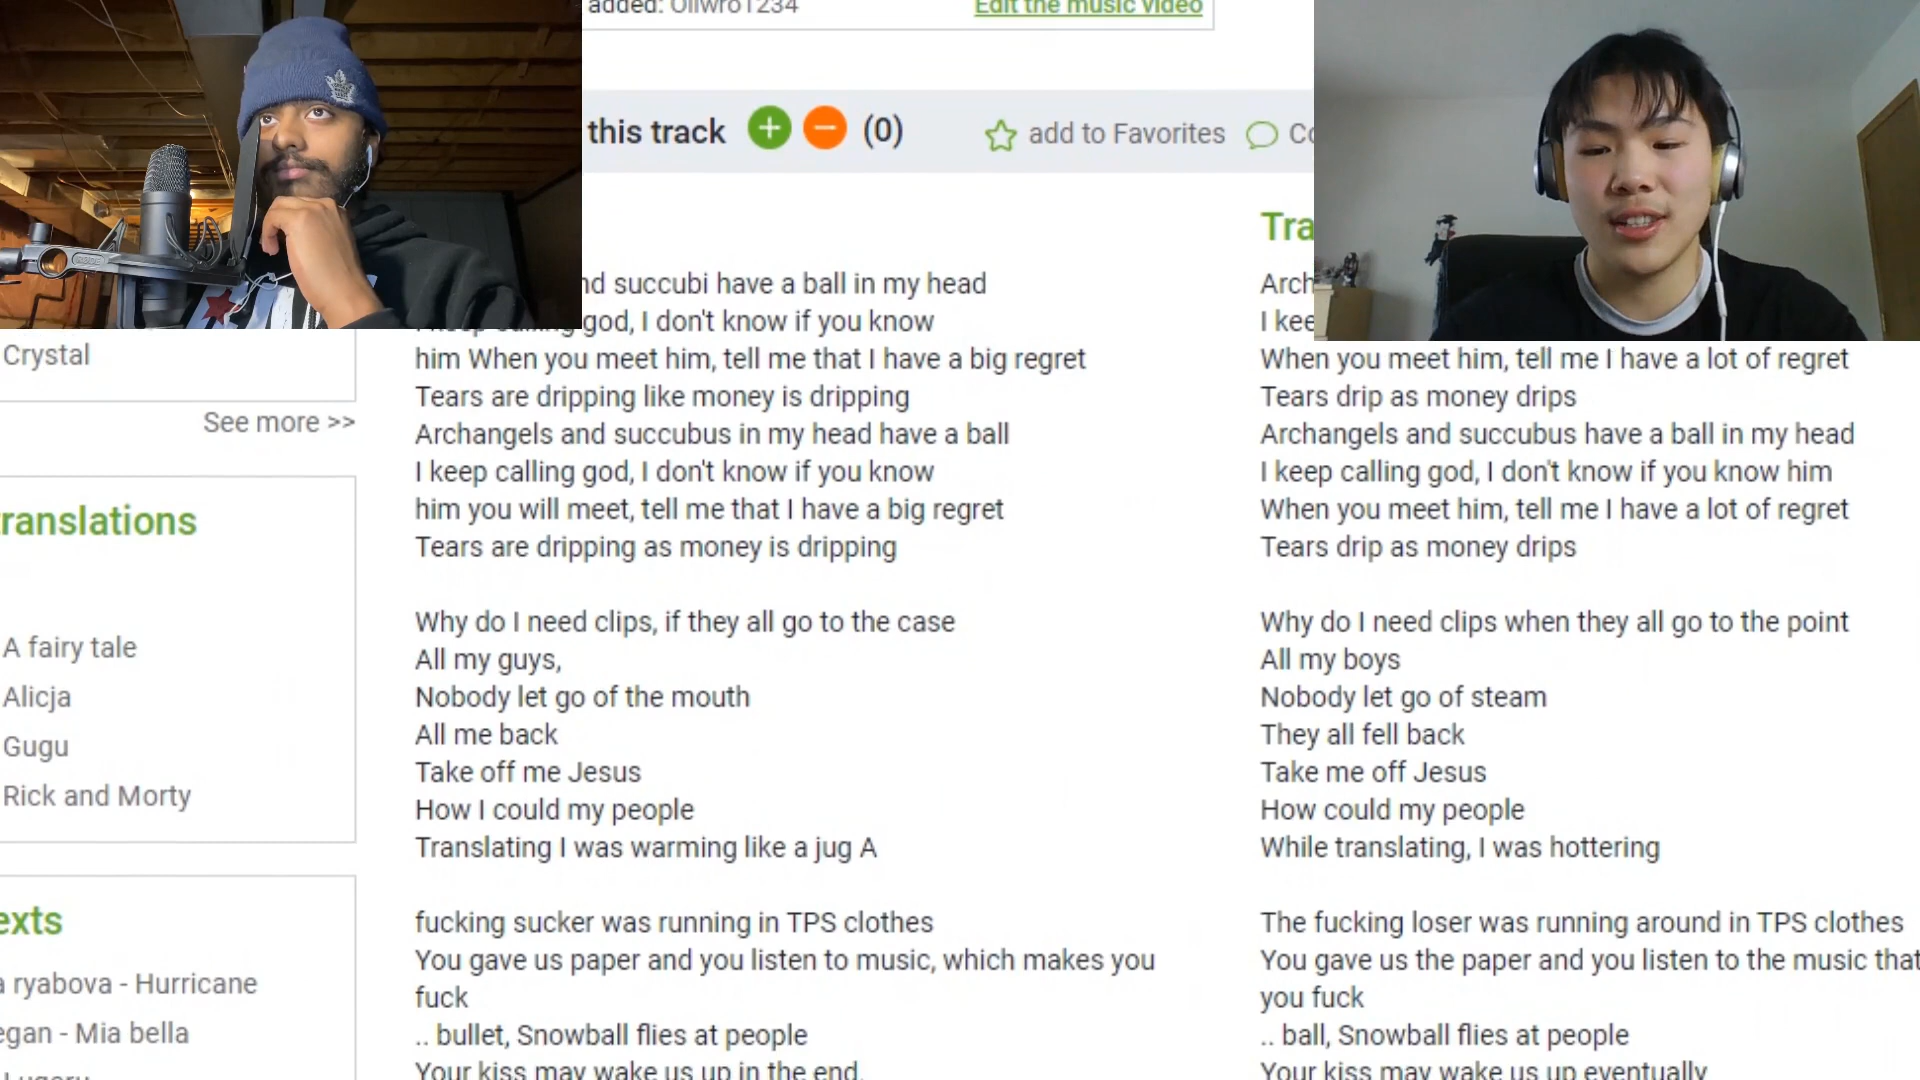 added: Oliwro1234
Edit the music video
this track
(0)
add to Favorites
Tra
nd succubi have a ball in my head
I keep calling god, I don't know if you know
him When you meet him, tell me that I have a big regret
Tears are dripping like money is dripping
Archangels and succubus in my head have a ball
I keep calling god, I don't know if you know
him you will meet, tell me that I have a big regret
Tears are dripping as money is dripping
Why do I need clips, if they all go to the case
All my guys,
Nobody let go of the mouth
All me back
Take off me Jesus
How I could my people
Translating I was warming like a jug A
fucking sucker was running in TPS clothes
You gave us paper and you listen to music, which makes you
fuck
.. bullet, Snowball flies at people
Your kiss may wake us up in the end.
Arch
I kee
When you meet him, tell me I have a lot of regret
Tears drip as money drips
Archangels and succubus have a ball in my head
I keep calling god, I don't know if you know him
When you meet him, tell me I have a lot of regret
Tears drip as money drips
Why do I need clips when they all go to the point
All my boys
Nobody let go of steam
They all fell back
Take me off Jesus
How could my people
While translating, I was hottering
The fucking loser was running around in TPS clothes
You gave us the paper and you listen to the music that
you fuck
.. ball, Snowball flies at people
Your kiss may wake us up eventually
Crystal
See more >>
ranslations
A fairy tale
Alicja
Gugu
Rick and Morty
exts
a ryabova - Hurricane
egan - Mia bella